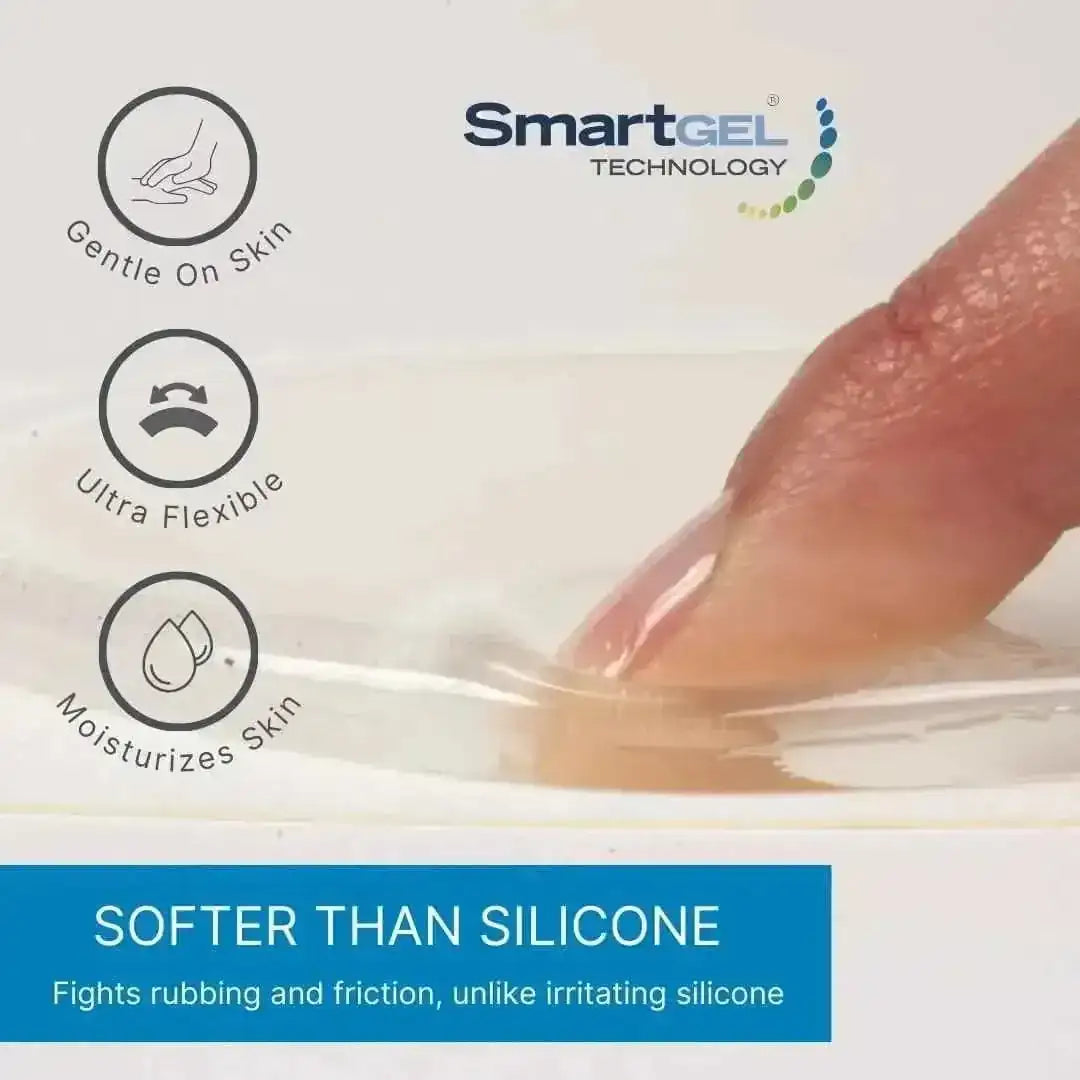 SmartGEL®
TECHNOLOGY
Gentle On Skin
Ultra Flexible
Moisturizes Skin
SOFTER THAN SILICONE
Fights rubbing and friction, unlike irritating silicone